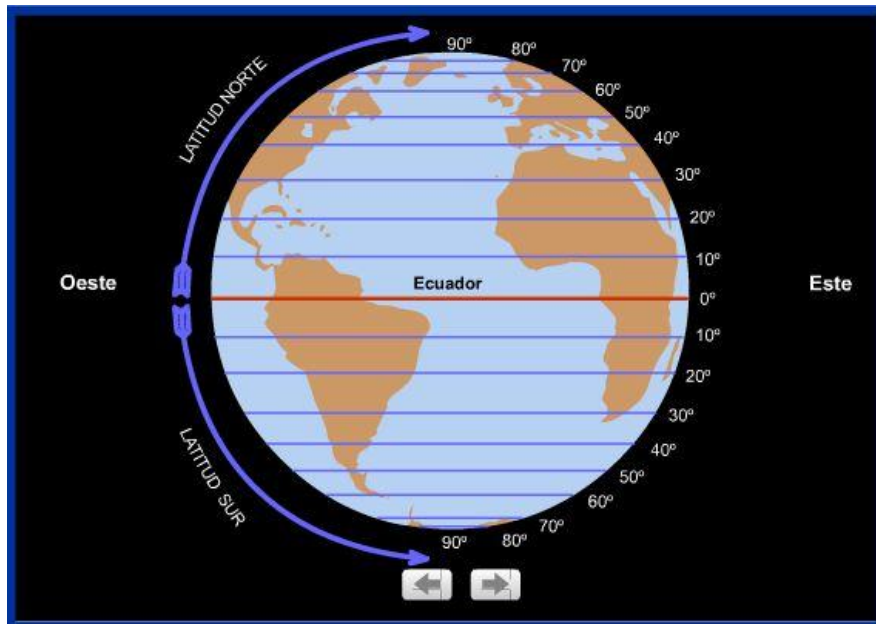 90º
80º
70º
60º
50º
40º
30º
20º
10º
LATITUD NORTE
Oeste
Ecuador
Este
0º
10º
20º
30º
40º
50º
60º
70º
80º
90º
LATITUD SUR